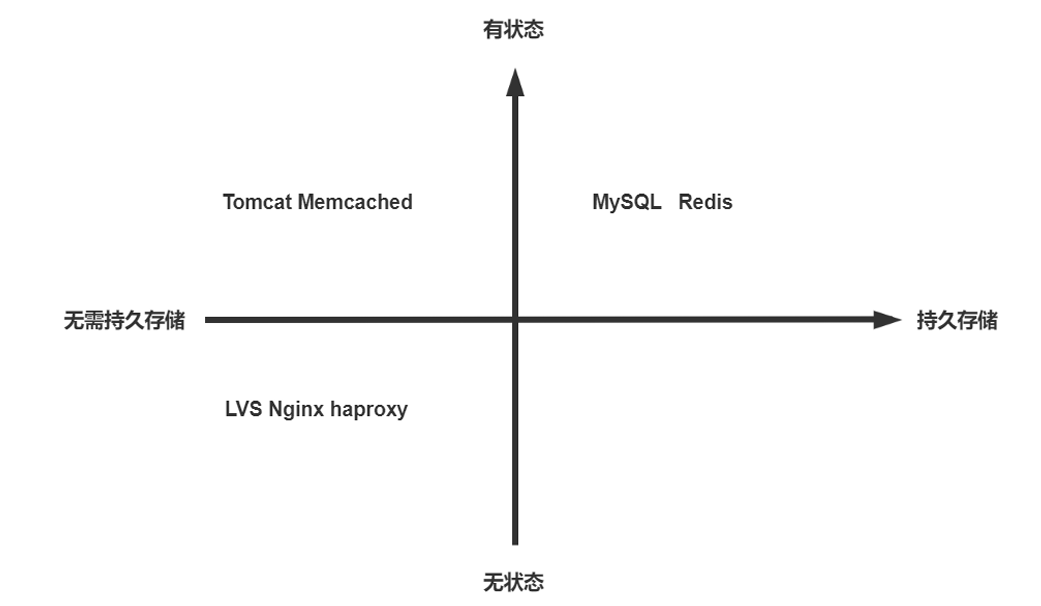 有状态
Tomcat Memcached
MySQL Redis
无需持久存储
持久存储
LVS Nginx haproxy
无状态